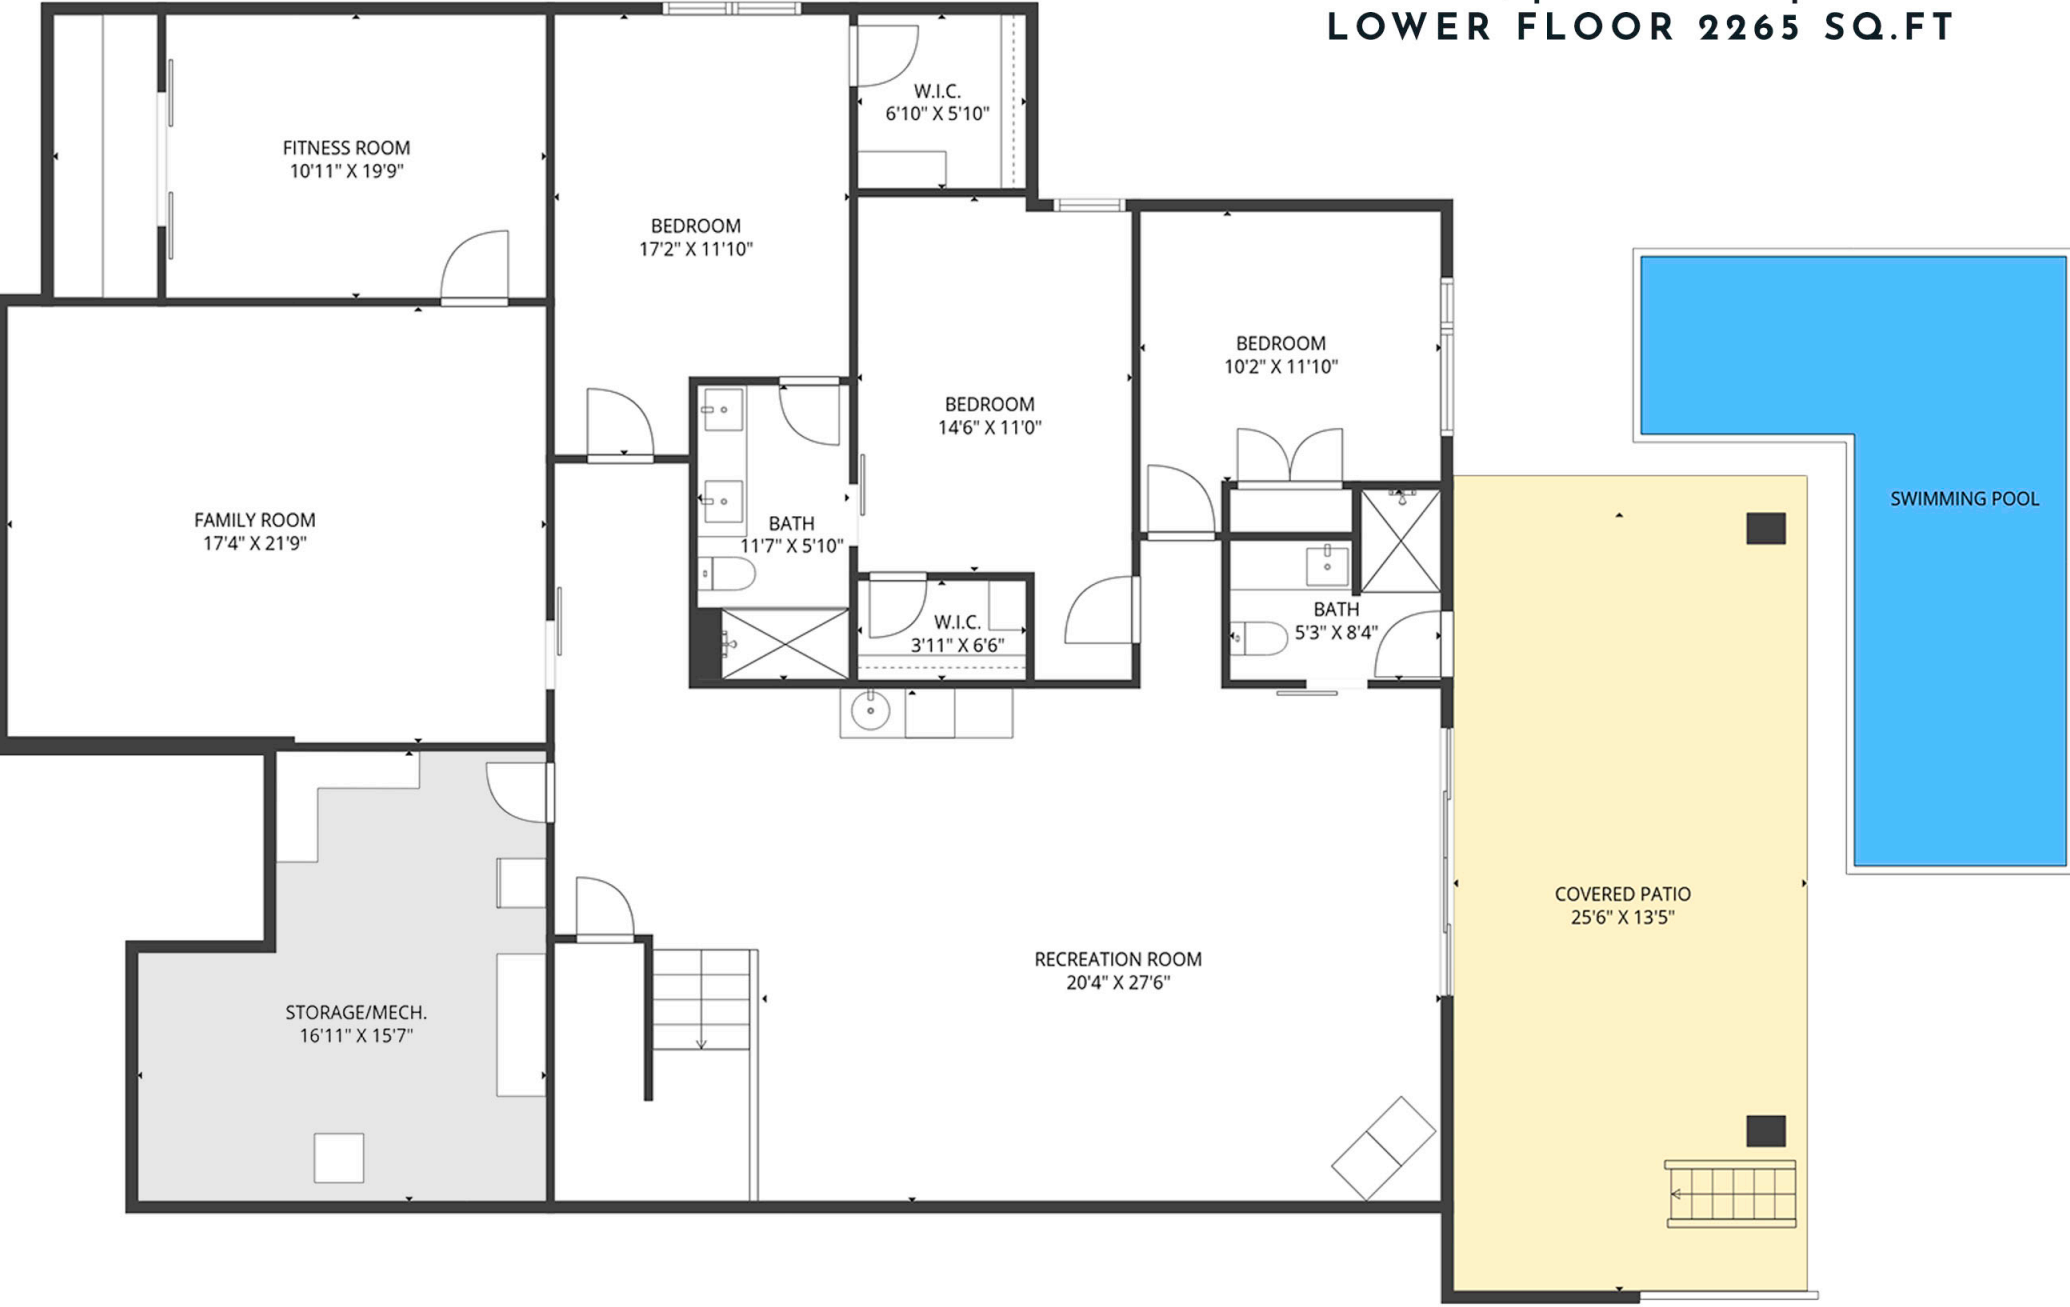 LOWER FLOOR 2265 SQ.FT
W.I.C.
6'10" X 5'10"
FITNESS ROOM
10'11" X 19'9"
BEDROOM
17'2" X 11'10"
BEDROOM
10'2" X 11'10"
BEDROOM
14'6" X 11'0"
SWIMMING POOL
FAMILY ROOM
17'4" X 21'9"
BATH
11'7" X 5'10"
W.I.C.
3'11" X 6'6"
BATH
5'3" X 8'4"
COVERED PATIO
25'6" X 13'5"
RECREATION ROOM
20'4" X 27'6"
STORAGE/MECH.
16'11" X 15'7"